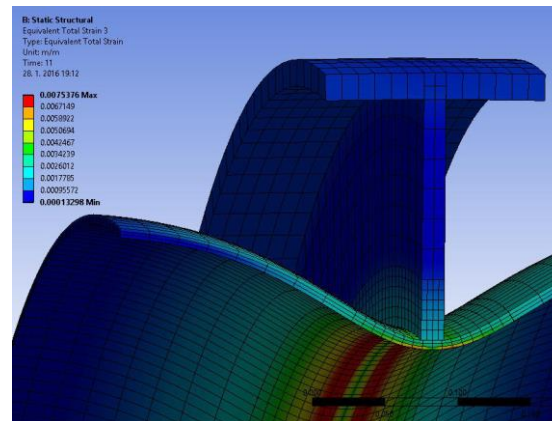 B: Static Structural
Equivalent Total Strain 3
Type: Equivalent Total Strain
Unit: m/m
Time: 11
28. 1. 2016 19:12
0.0075376 Max
0.0067149
0.0058922
0.0050694
0.0042467
0.0034239
0.0026012
0.0017785
0.00095572
0.00013298 Min
0.100